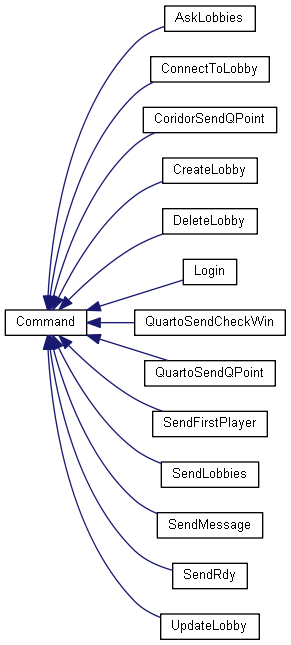 AskLobbies
ConnectToLobby
CoridorSendQPoint
CreateLobby
DeleteLobby
Login
Command
QuartoSendCheckWin
QuartoSendQPoint
SendFirstPlayer
SendLobbies
SendMessage
SendRdy
UpdateLobby